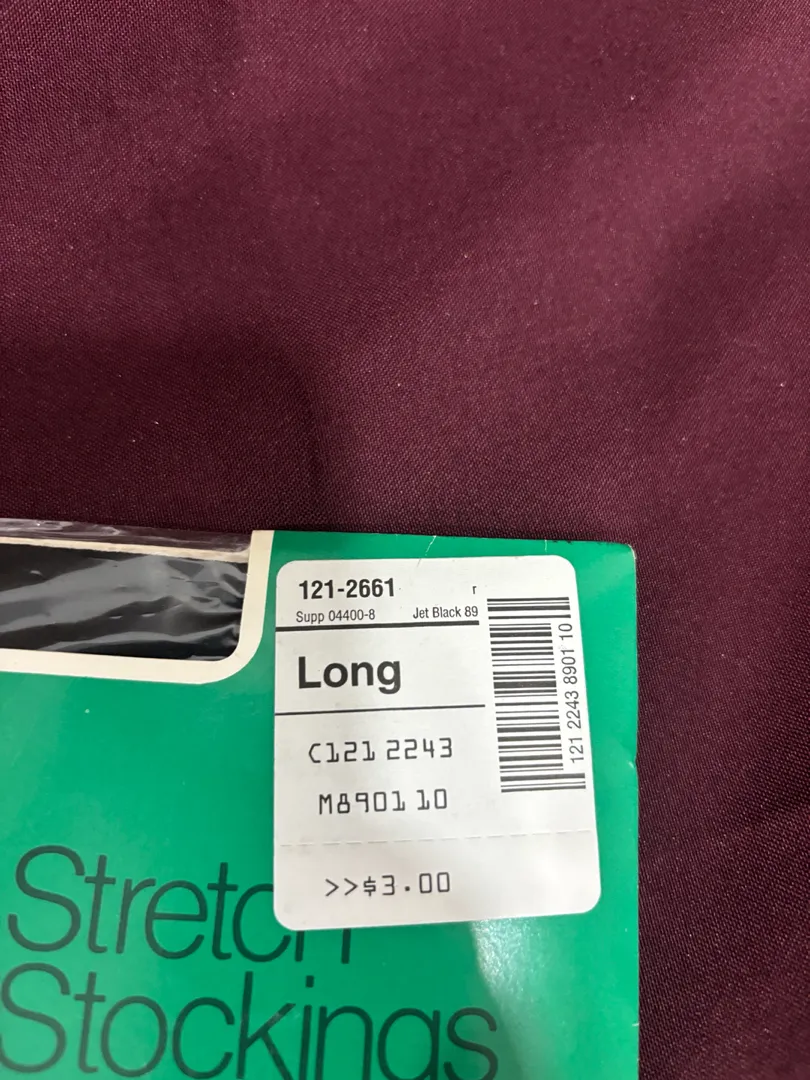 121-2661 r
Supp 04400-8 Jet Black 89
Long
C121 2243
M8901 10
>>$3.00
121 2243 8901 10
Stretch
Stockings